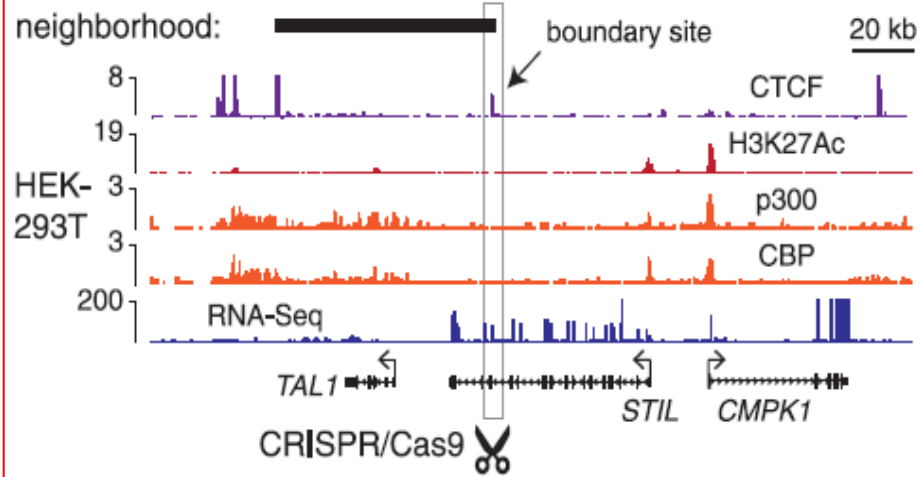 neighborhood:
20 kb
boundary site
8
CTCF
19
H3K27Ac
HEK-
293T
3
p300
3
CBP
200
RNA-Seq
TAL1
STIL
CMPK1
CRISPR/Cas9